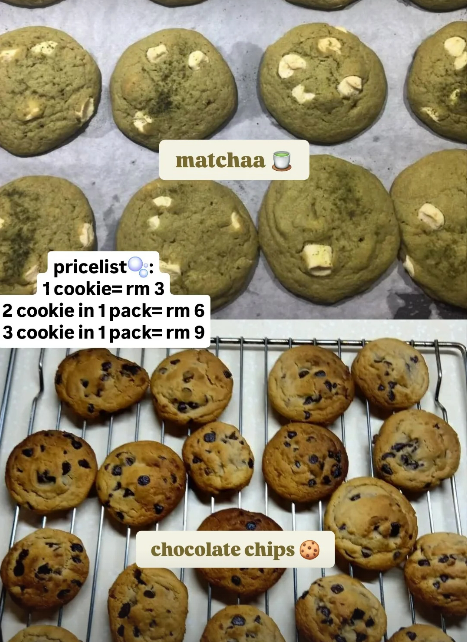 matchaa 🍵
pricelist🫧:
1 cookie= rm 3
2 cookie in 1 pack= rm 6
3 cookie in 1 pack= rm 9
chocolate chips 🍪